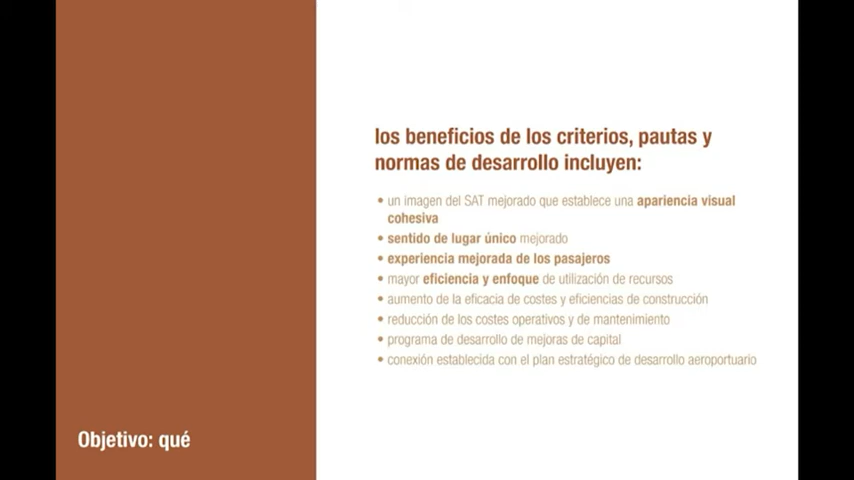 los beneficios de los criterios, pautas y
normas de desarrollo incluyen:
• un imagen del SAT mejorado que establece una apariencia visual
cohesiva
• sentido de lugar único mejorado
• experiencia mejorada de los pasajeros
• mayor eficiencia y enfoque de utilización de recursos
• aumento de la eficacia de costes y eficiencias de construcción
• reducción de los costes operativos y de mantenimiento
• programa de desarrollo de mejoras de capital
• conexión establecida con el plan estratégico de desarrollo aeroportuario
Objetivo: qué